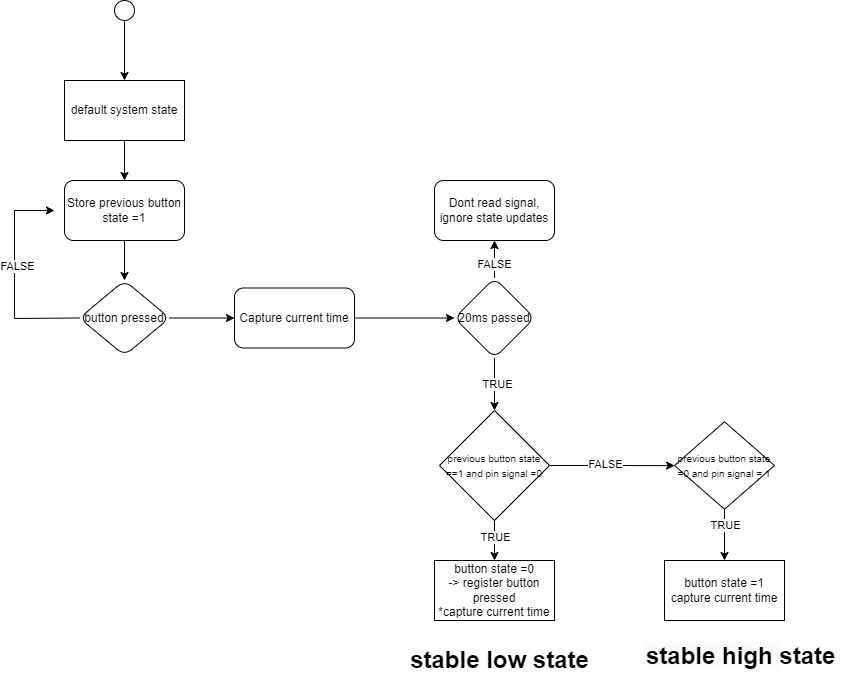 default system state
Store previous button
state =1
FALSE
button pressed
Capture current time
Dont read signal,
ignore state updates
FALSE
20ms passed
TRUE
previous button state
==1 and pin signal =0
FALSE
previous button state
=0 and pin signal = 1
TRUE
button state =0
-> register button
pressed
*capture current time
TRUE
button state =1
capture current time
stable low state
stable high state